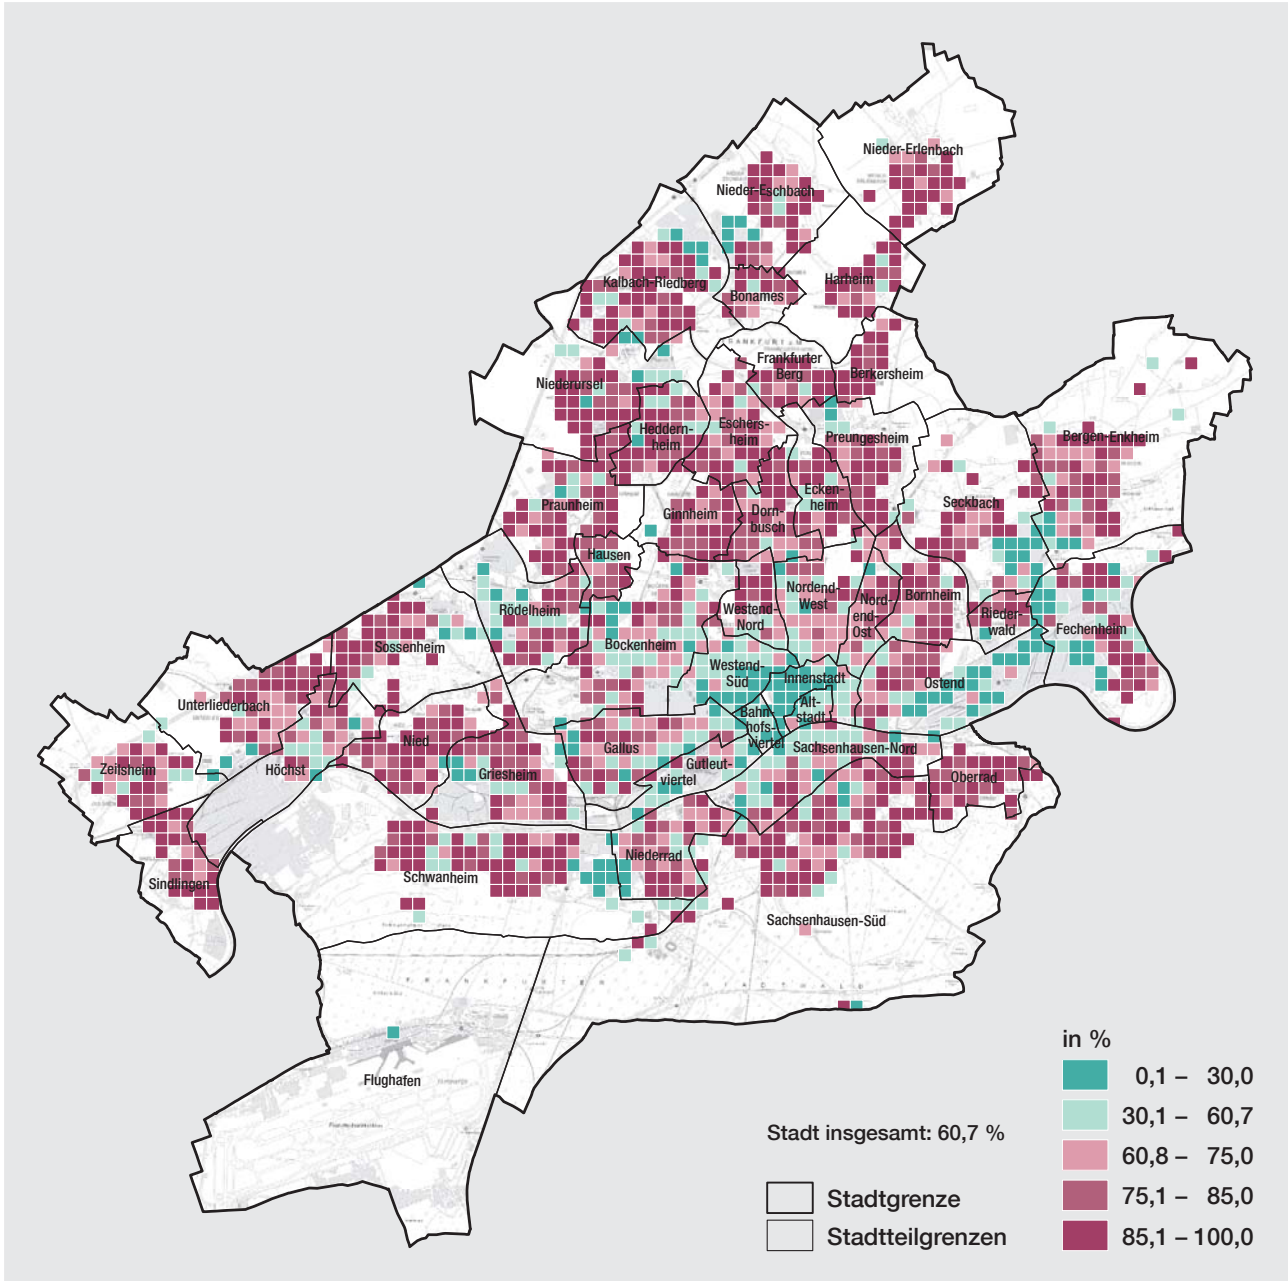 Nieder-Erlenbach
Nieder-Eschbach
Kalbach-Riedberg
Harheim
Bonames
Frankfurter
Berg
Berkersheim
Niederursel
Heddern-
heim
Eschers-
heim
Preungesheim
Bergen-Enkheim
Seckbach
Praunheim
Ginnheim
Dorn-
busch
Ecken-
heim
Hausen
Rödelheim
Westend-
Nord
Nordend-
West
Nord-
end-
Ost
Bornheim
Rieder-
wald
Fechenheim
Sossenheim
Bockenheim
Westend-
Süd
Innenstadt
Ostend
Unterliederbach
Alt-
stadt
Bahn-
hofs-
viertel
Nied
Gallus
Gutleut-
viertel
Sachsenhausen-Nord
Zeilsheim
Höchst
Griesheim
Oberrad
Sindlingen
Schwanheim
Niederrad
Sachsenhausen-Süd
FRANKFURTER
STADTWALD
Flughafen
Stadt insgesamt: 60,7 %
Stadtgrenze
Stadtteilgrenzen
in %
0,1 – 30,0
30,1 – 60,7
60,8 – 75,0
75,1 – 85,0
85,1 – 100,0